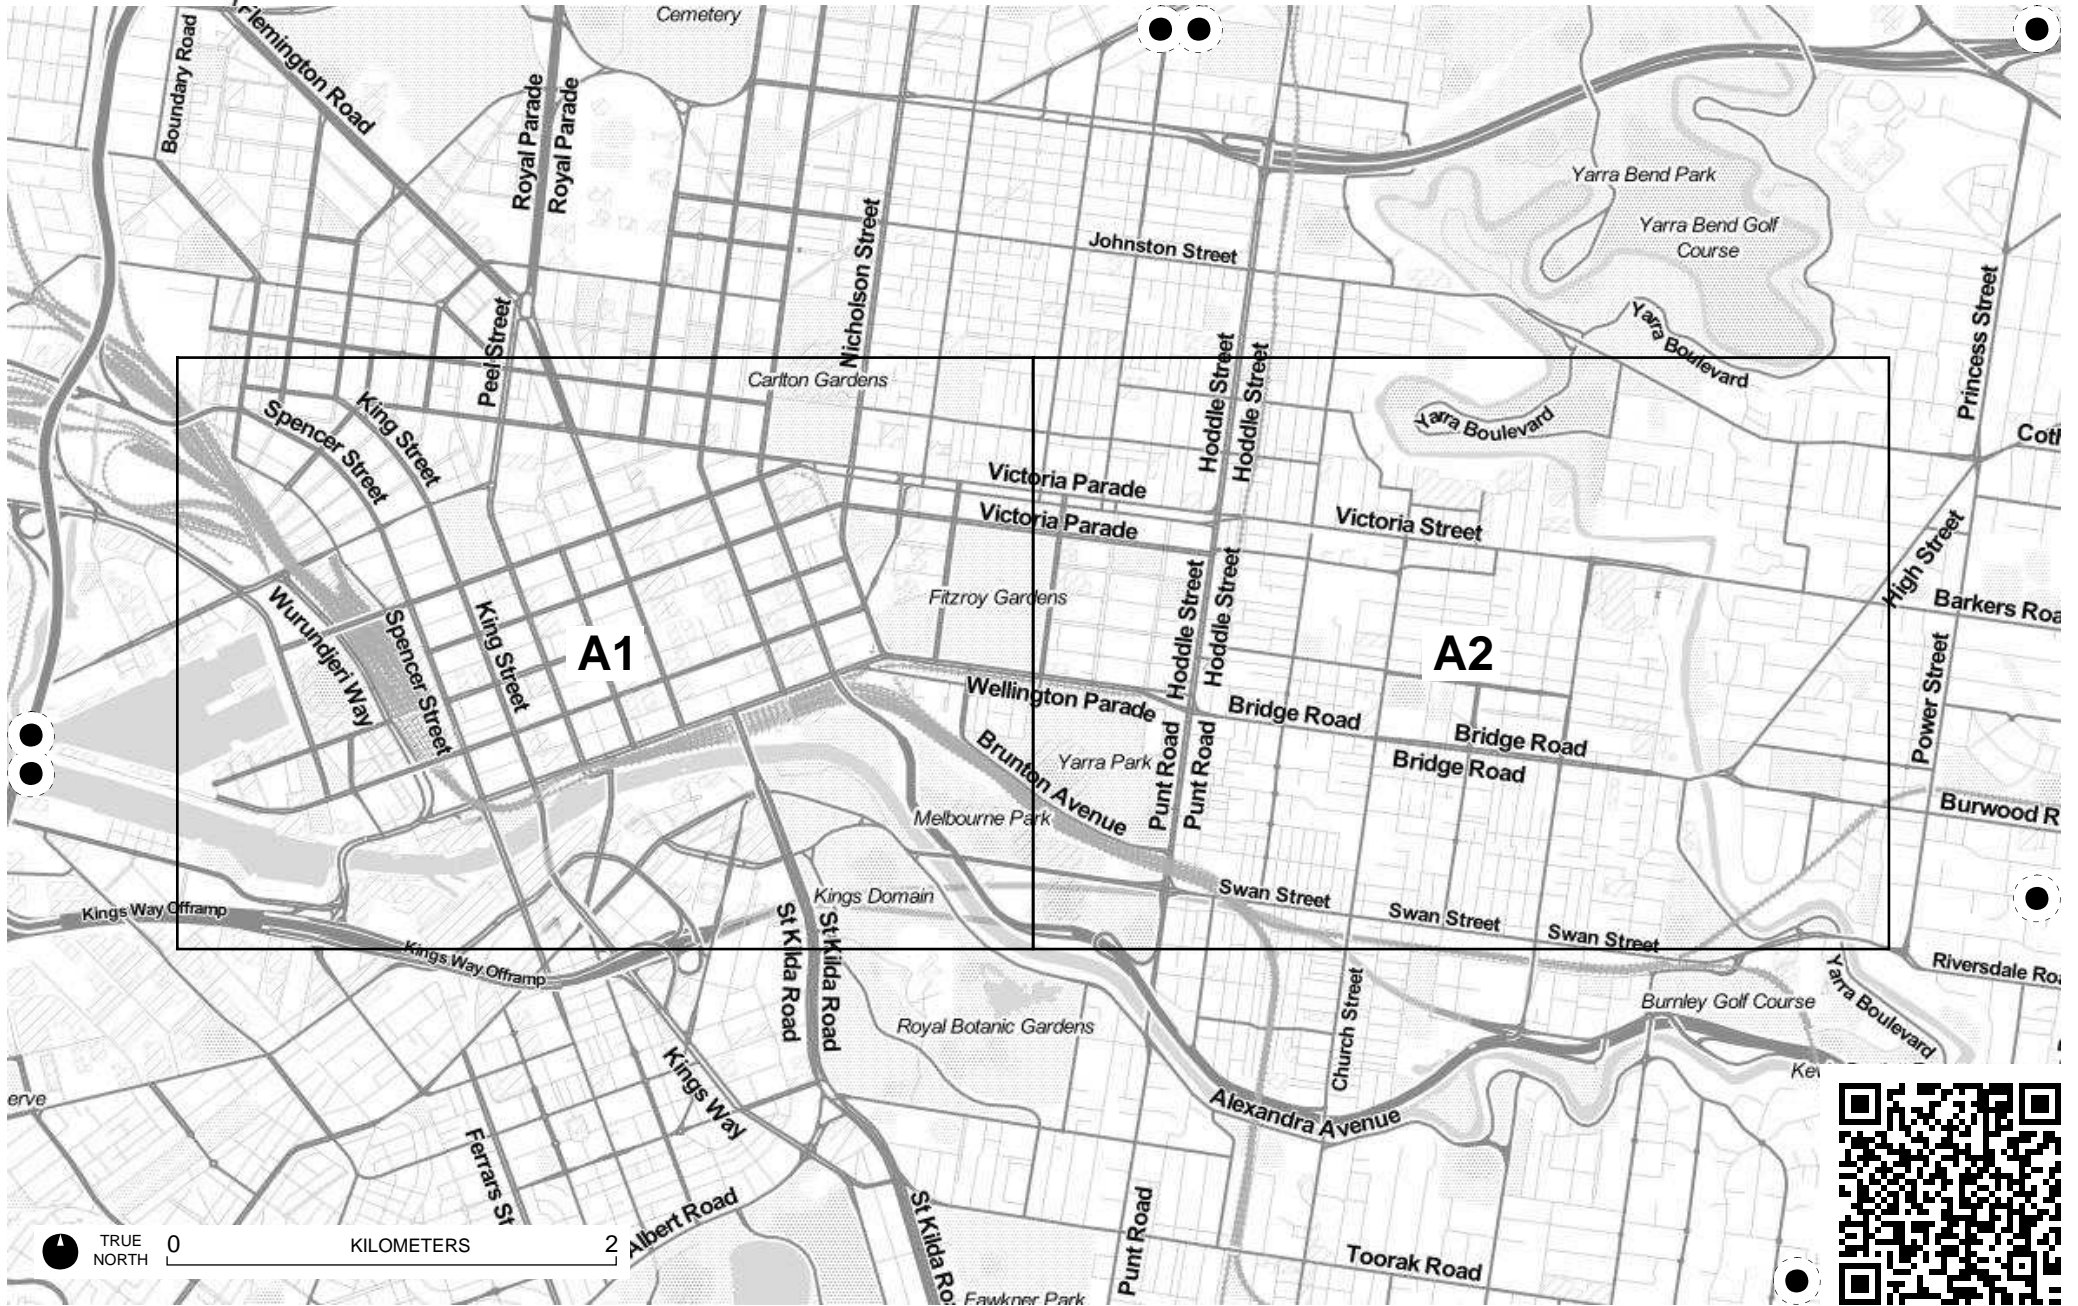 Cemetery
Boundary Road
Flemington Road
Royal Parade
Royal Parade
Yarra Bend Park
Yarra Bend Golf
Course
Johnston Street
Nicholson Street
Peel Street
Princess Street
Yarra Boulevard
Hoddle Street
Hoddle Street
Carlton Gardens
Spencer Street
King Street
Yarra Boulevard
Victoria Parade
Victoria Parade
Victoria Street
High Street
Barkers Roa
Fitzroy Gardens
Hoddle Street
Hoddle Street
Wurundjeri Way
Spencer Street
King Street
A1
A2
Power Street
Wellington Parade
Bridge Road
Bridge Road
Bridge Road
Brunton Avenue
Yarra Park
Punt Road
Punt Road
Melbourne Park
Burwood R
Kings Domain
Swan Street
Swan Street
Swan Street
Kings Way Offramp
Kings Way Offramp
St Kilda Road
St Kilda Road
Riversdale Roa
Yarra Boulevard
Burnley Golf Course
Royal Botanic Gardens
Church Street
Kings Way
Alexandra Avenue
erve
Ferrars St
Albert Road
St Kilda Roa
Punt Road
Toorak Road
Fawkner Park
TRUE
NORTH
0 KILOMETERS 2